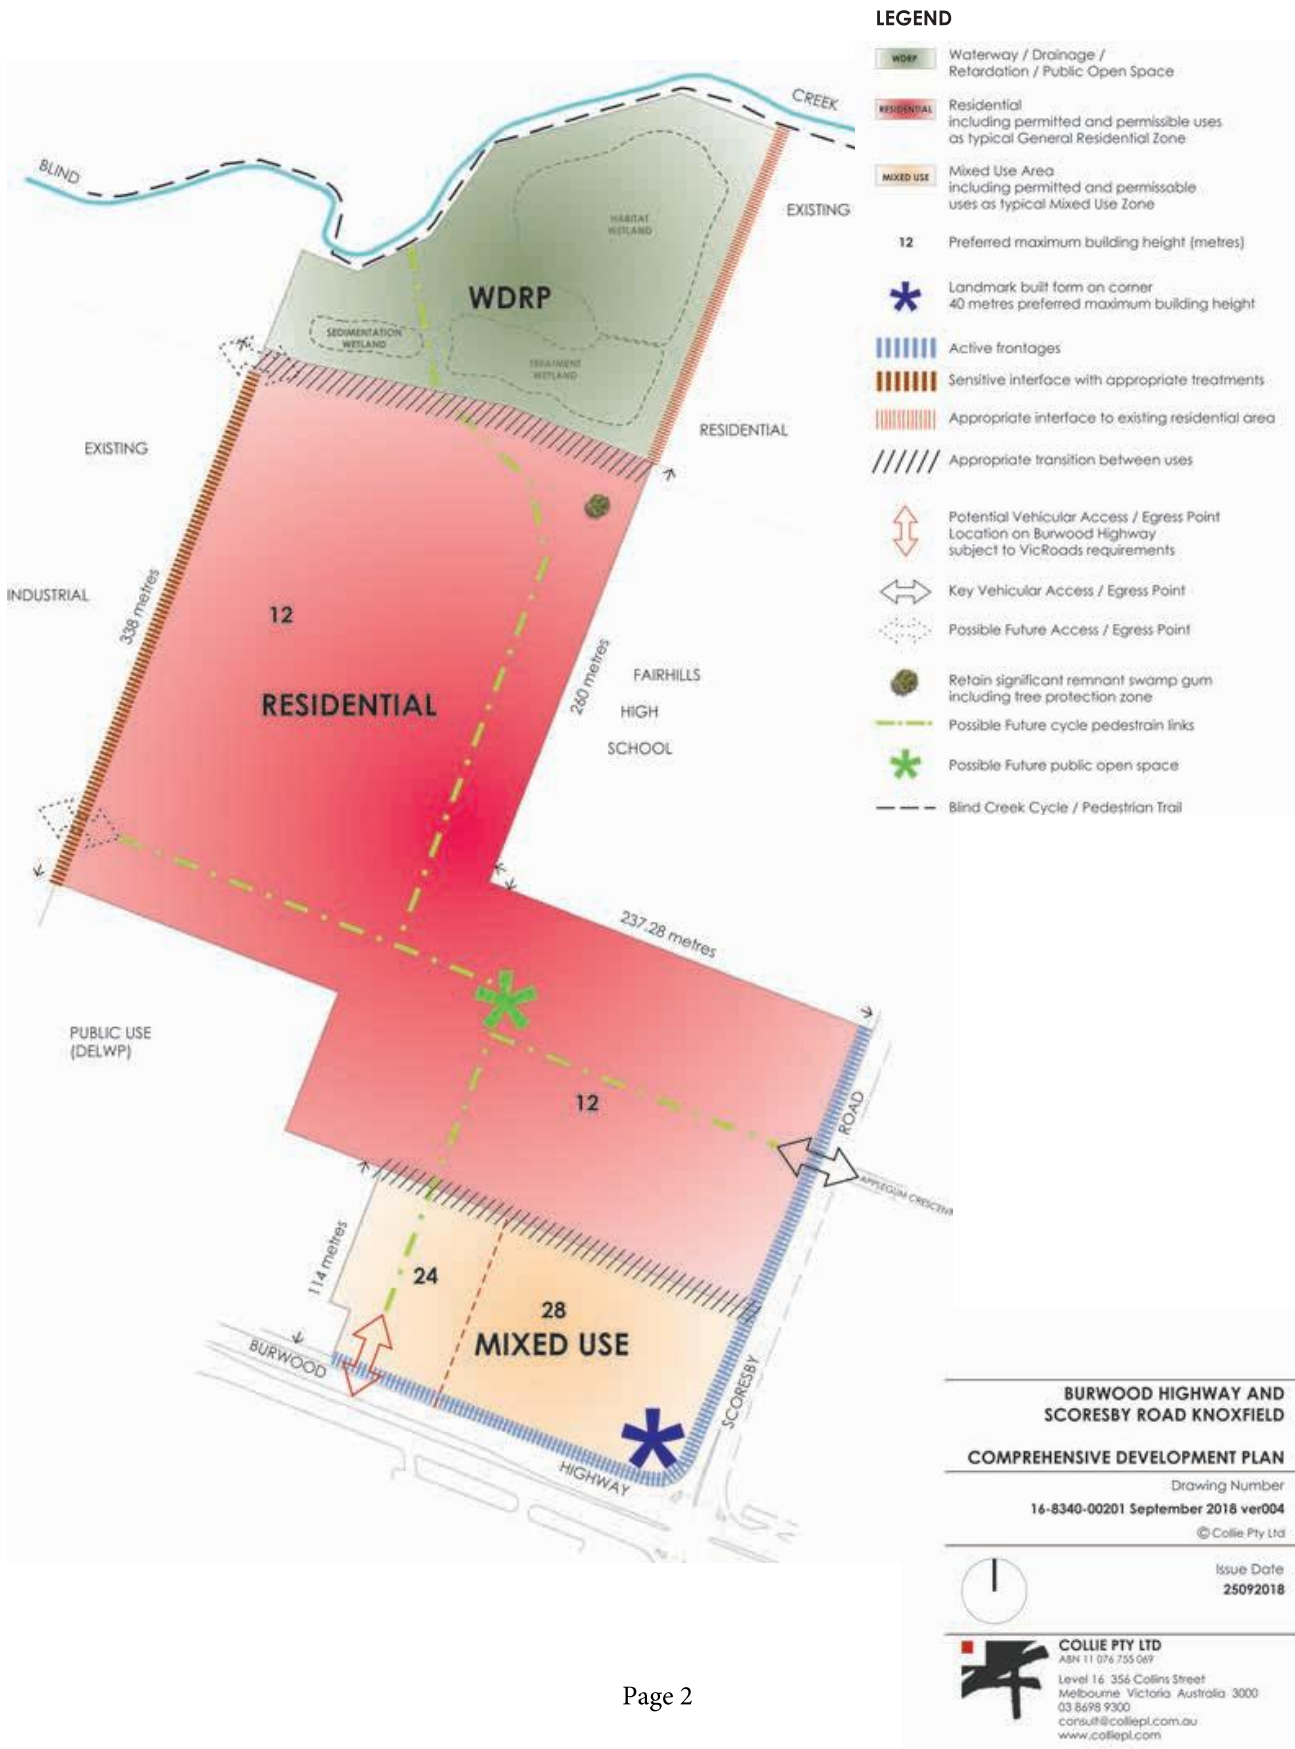 LEGEND
WDRP
Waterway / Drainage /
Retardation / Public Open Space
RESIDENTIAL
Residential
including permitted and permissible uses
as typical General Residential Zone
MIXED USE
Mixed Use Area
including permitted and permissable
uses as typical Mixed Use Zone
12
Preferred maximum building height (metres)
Landmark built form on corner
40 metres preferred maximum building height
Active frontages
Sensitive interface with appropriate treatments
Appropriate interface to existing residential area
Appropriate transition between uses
Potential Vehicular Access / Egress Point
Location on Burwood Highway
subject to VicRoads requirements
Key Vehicular Access / Egress Point
Possible Future Access / Egress Point
Retain significant remnant swamp gum
including tree protection zone
Possible Future cycle pedestrain links
Possible Future public open space
Blind Creek Cycle / Pedestrian Trail
BLIND
CREEK
EXISTING
HABITAT
WETLAND
WDRP
SEDIMENTATION
WETLAND
TREATMENT
WETLAND
RESIDENTIAL
EXISTING
INDUSTRIAL
338 metres
12
RESIDENTIAL
260 metres
FAIRHILLS
HIGH
SCHOOL
237.28 metres
PUBLIC USE
(DELWP)
12
ROAD
APPLEGUM CRESCENT
114 metres
24
28
MIXED USE
BURWOOD
HIGHWAY
SCORESBY
BURWOOD HIGHWAY AND
SCORESBY ROAD KNOXFIELD
COMPREHENSIVE DEVELOPMENT PLAN
Drawing Number
16-8340-00201 September 2018 ver004
© Collie Pty Ltd
Issue Date
25092018
COLLIE PTY LTD
ABN 11 076 755 069
Level 16 356 Collins Street
Melbourne Victoria Australia 3000
03 8698 9300
consult@colliepl.com.au
www.colliepl.com
Page 2